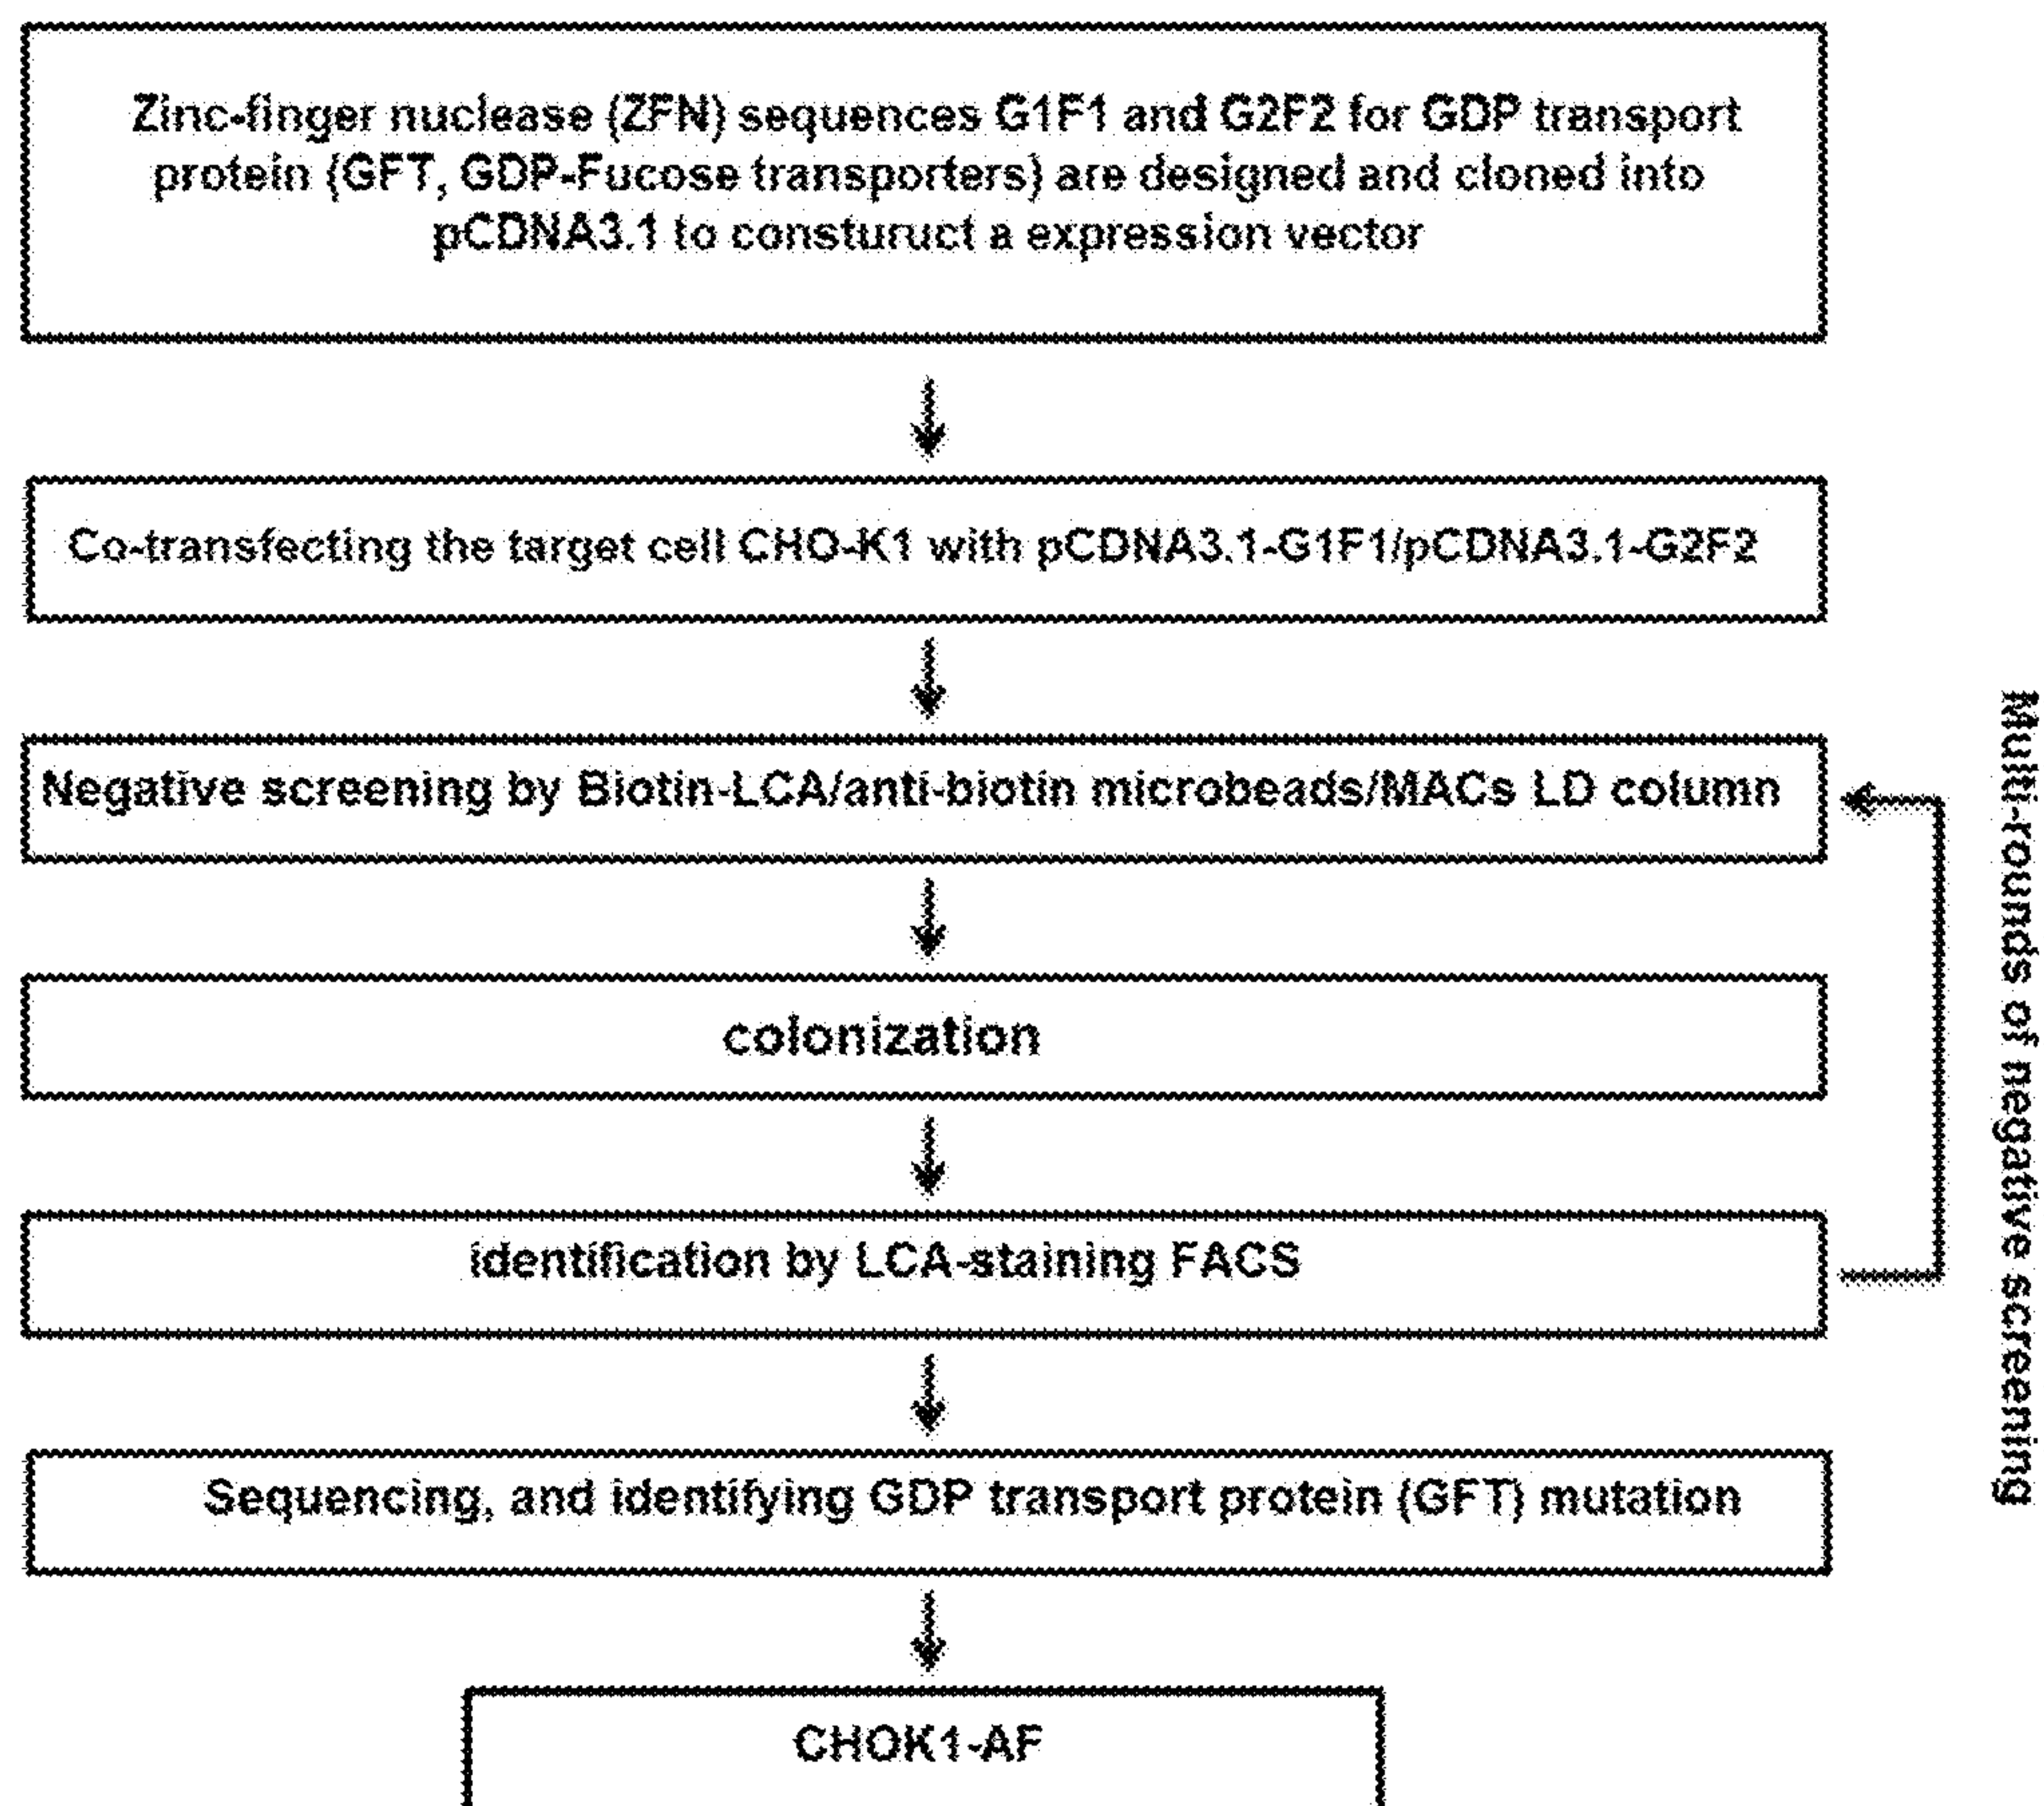 Zinc-finger nuclease (ZFN) sequences G1F1 and G2F2 for GDP transport
protein (GFT, GDP-Fucose transporters) are designed and cloned into
pCDNA3.1 to consturuct a expression vector
Co-transfecting the target cell CHO-K1 with pCDNA3.1-G1F1/pCDNA3.1-G2F2
Negative screening by Biotin-LCA/anti-biotin microbeads/MACs LD column
colonization
identification by LCA-staining FACS
Multi-rounds of negative screening
Sequencing, and identifying GDP transport protein (GFT) mutation
CHOK1-AF